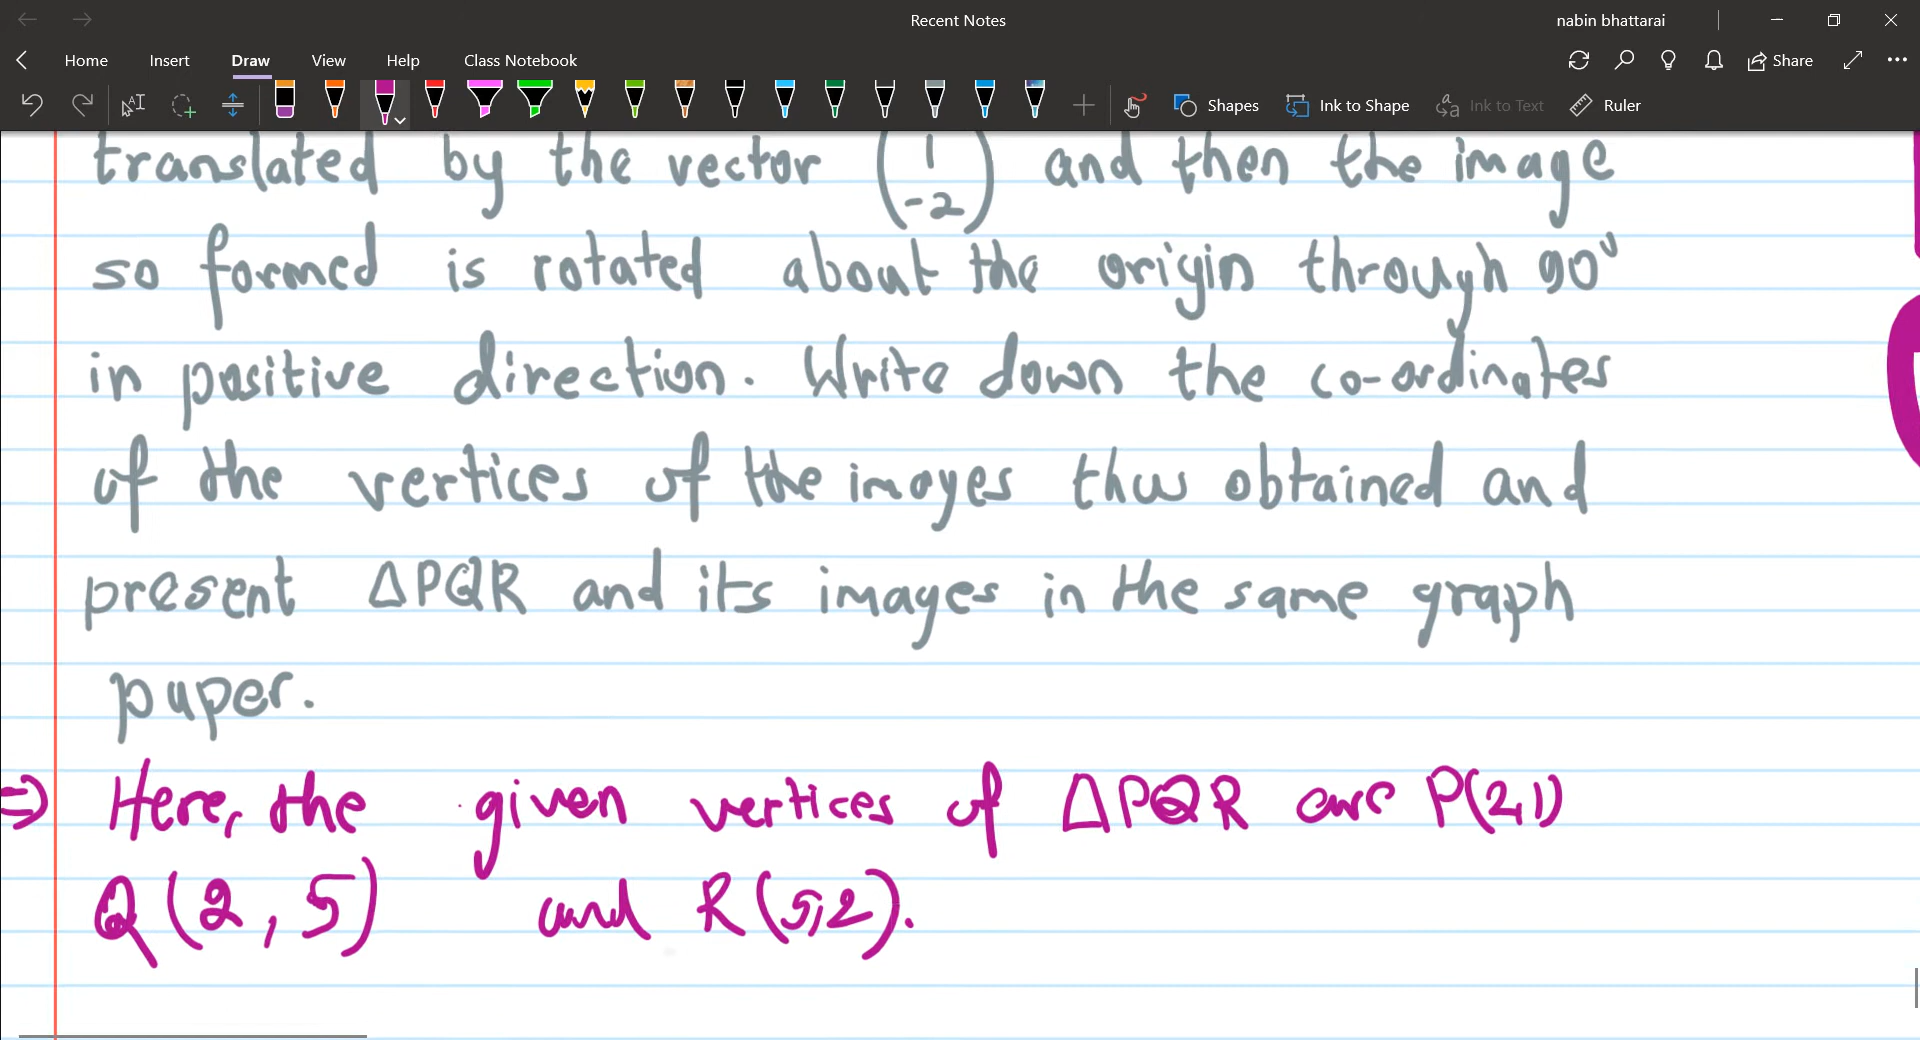 Recent Notes
nabin bhattarai
Home Insert Draw View Help Class Notebook Share
Shapes Ink to Shape Ink to Text Ruler
translated by the vector (1 -2) and then the image
so formed is rotated about the origin through 90°
in positive direction. Write down the co-ordinates
of the vertices of the images thus obtained and
present ΔPQR and its images in the same graph
paper.
⇒ Here, the given vertices of ΔPQR are P(2,1)
Q(2,5) and R(5,2).